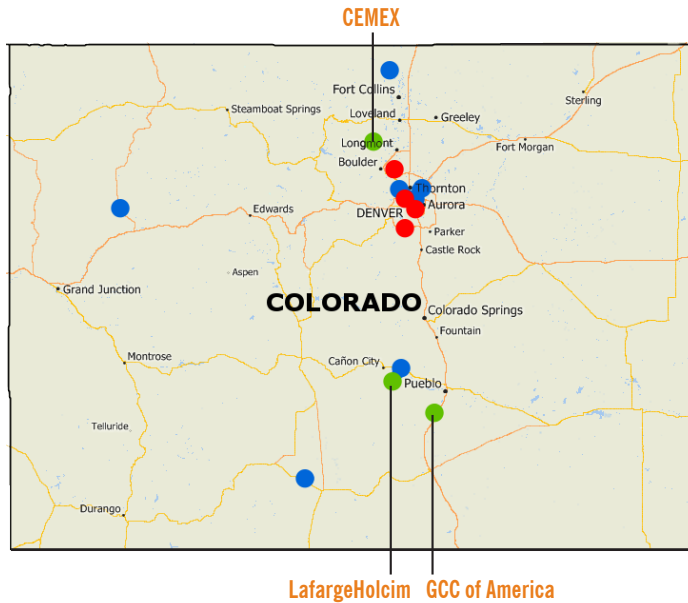 CEMEX
Fort Collins
Sterling
Steamboat Springs
Loveland
Greeley
Longmont
Fort Morgan
Boulder
Thornton
Edwards
DENVER
Aurora
Parker
Castle Rock
Aspen
Grand Junction
COLORADO
Colorado Springs
Fountain
Montrose
Cañon City
Pueblo
Telluride
Durango
LafargeHolcim
GCC of America